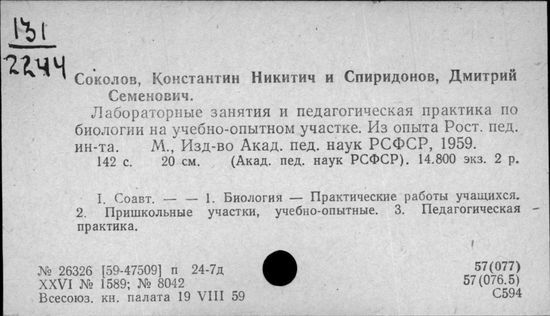 131
2244
Соколов, Константин Никитич и Спиридонов, Дмитрий
Семенович.
Лабораторные занятия и педагогическая практика по
биологии на учебно-опытном участке. Из опыта Рост. пед.
ин-та. М., Изд-во Акад. пед. наук РСФСР, 1959.
142 с. 20 см. (Акад. пед. наук РСФСР). 14.800 экз. 2 р.
I. Соавт. — — 1. Биология — Практические работы учащихся.
2. Пришкольные участки, учебно-опытные. 3. Педагогическая
практика.
№ 26326 [59-47509] п 24-7д
57(077)
XXVI № 1589; № 8042
57(076.5)
Всесоюз. кн. палата 19 VIII 59
С594